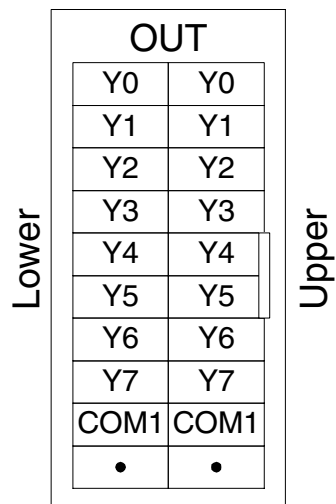 OUT
Y0 Y0
Y1 Y1
Y2 Y2
Y3 Y3
Y4 Y4
Y5 Y5
Y6 Y6
Y7 Y7
COM1 COM1
• •
Lower
Upper